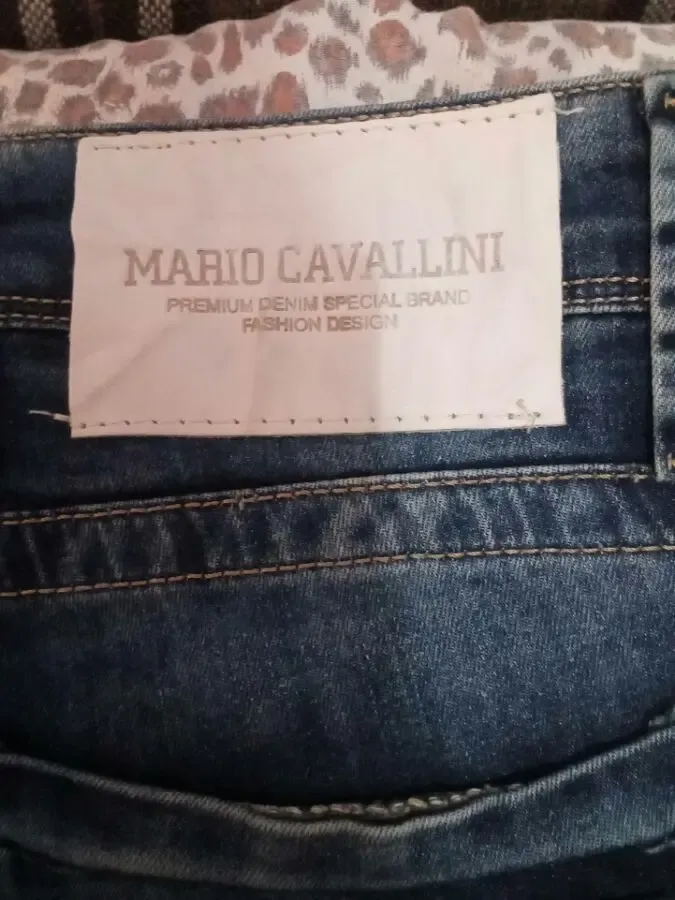 MARIO CAVALLINI
PREMIUM DENIM SPECIAL BRAND
FASHION DESIGN